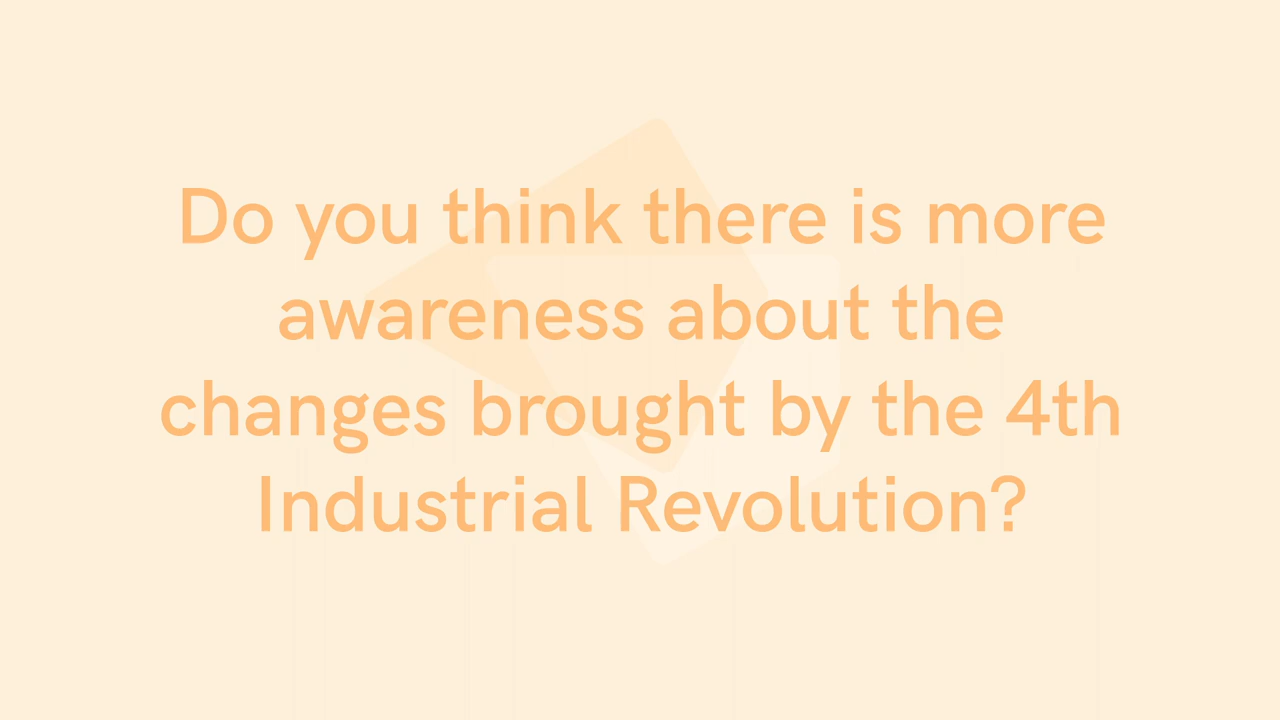 Do you think there is more
awareness about the
changes brought by the 4th
Industrial Revolution?